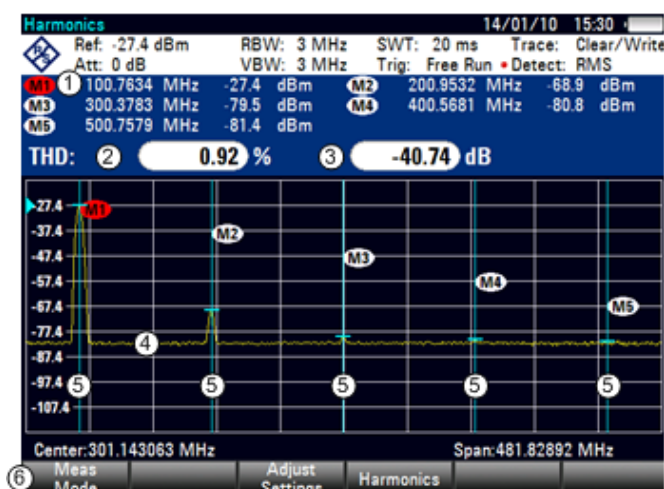 Harmonics 14/01/10 15:30
Ref: -27.4 dBm RBW: 3 MHz SWT: 20 ms Trace: Clear/Write
Att: 0 dB VBW: 3 MHz Trig: Free Run • Detect: RMS
M1 1 100.7634 MHz -27.4 dBm M2 200.9532 MHz -68.9 dBm
M3 300.3783 MHz -79.5 dBm M4 400.5681 MHz -80.8 dBm
M5 500.7579 MHz -81.4 dBm
THD: 2 0.92 % 3 -40.74 dB
-27.4 M1
-37.4 M2
-47.4 M3
-57.4 M4
-67.4 M5
-77.4
4
-87.4
-97.4 5 5 5 5 5
-107.4
Center:301.143063 MHz Span:481.82892 MHz
6 Meas Mode Adjust Settings Harmonics